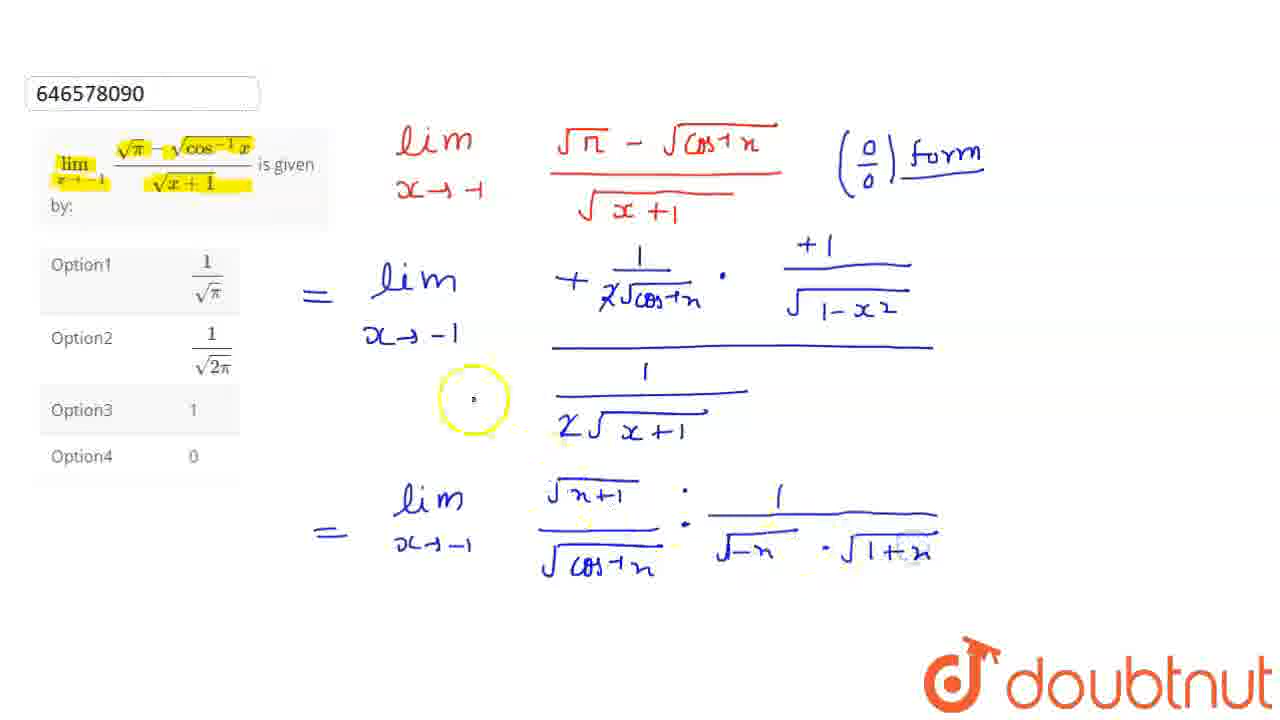 646578090
lim x→-1 (√π − √(cos⁻¹ x)) / √(x + 1) is given
by:
Option1 1/√π
Option2 1/√(2π)
Option3 1
Option4 0
lim x→-1 (√π − √(cos⁻¹x)) / √(x+1) (0/0) form
= lim x→-1 (+ 1/(2√(cos⁻¹x)) · +1/√(1-x²)) / (1/(2√(x+1)))
= lim x→-1 √(x+1)/√(cos⁻¹x) : 1/(√-x · √(1+x))
doubtnut